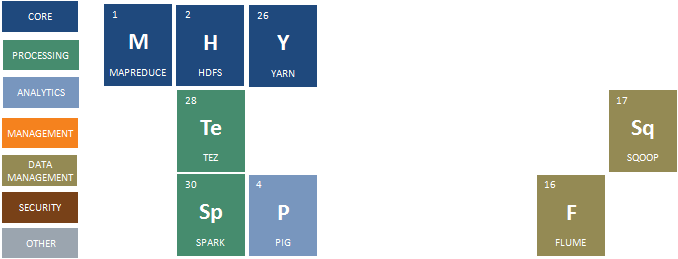 CORE
PROCESSING
ANALYTICS
MANAGEMENT
DATA
MANAGEMENT
SECURITY
OTHER
1
M
MAPREDUCE
2
H
HDFS
26
Y
YARN
28
Te
TEZ
17
Sq
SQOOP
30
Sp
SPARK
4
P
PIG
16
F
FLUME